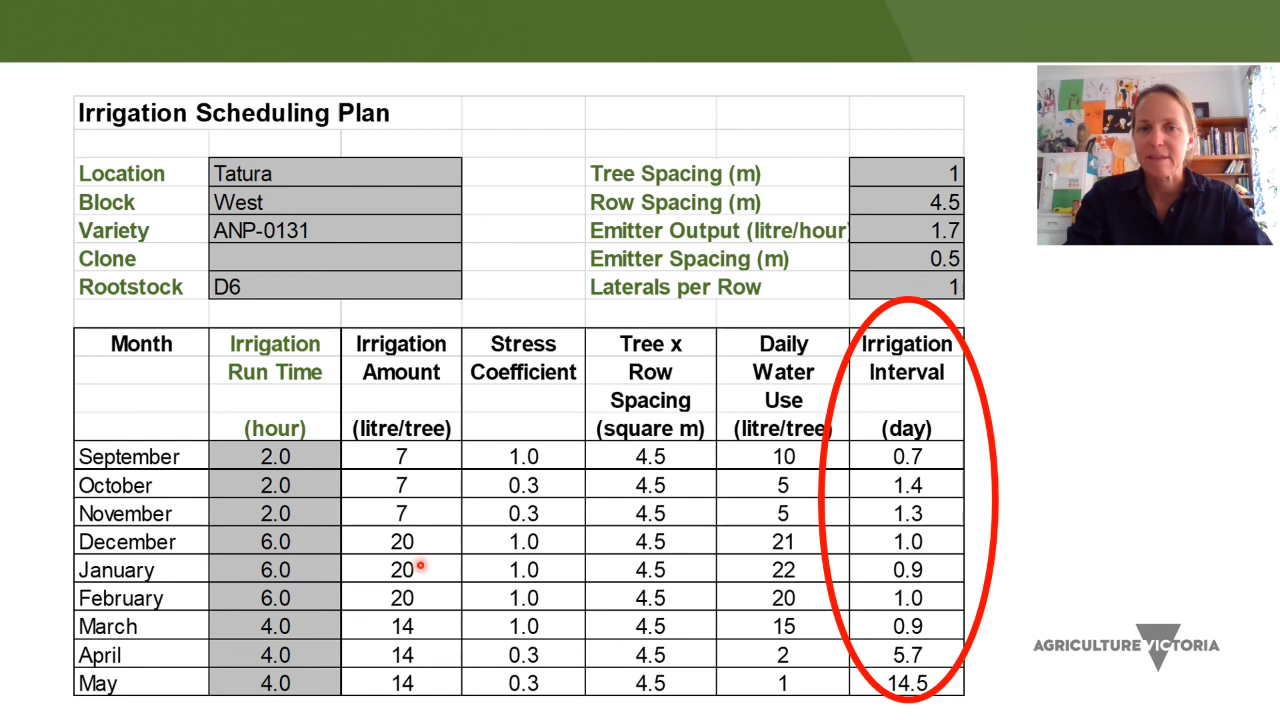 Irrigation Scheduling Plan
Location Tatura Tree Spacing (m) 1
Block West Row Spacing (m) 4.5
Variety ANP-0131 Emitter Output (litre/hour) 1.7
Clone Emitter Spacing (m) 0.5
Rootstock D6 Laterals per Row 1
Month Irrigation Irrigation Stress Tree x Daily Irrigation
Run Time Amount Coefficient Row Water Interval
Spacing Use
(hour) (litre/tree) (square m) (litre/tree) (day)
September 2.0 7 1.0 4.5 10 0.7
October 2.0 7 0.3 4.5 5 1.4
November 2.0 7 0.3 4.5 5 1.3
December 6.0 20 1.0 4.5 21 1.0
January 6.0 20 1.0 4.5 22 0.9
February 6.0 20 1.0 4.5 20 1.0
March 4.0 14 1.0 4.5 15 0.9
April 4.0 14 0.3 4.5 2 5.7
May 4.0 14 0.3 4.5 1 14.5
AGRICULTURE VICTORIA